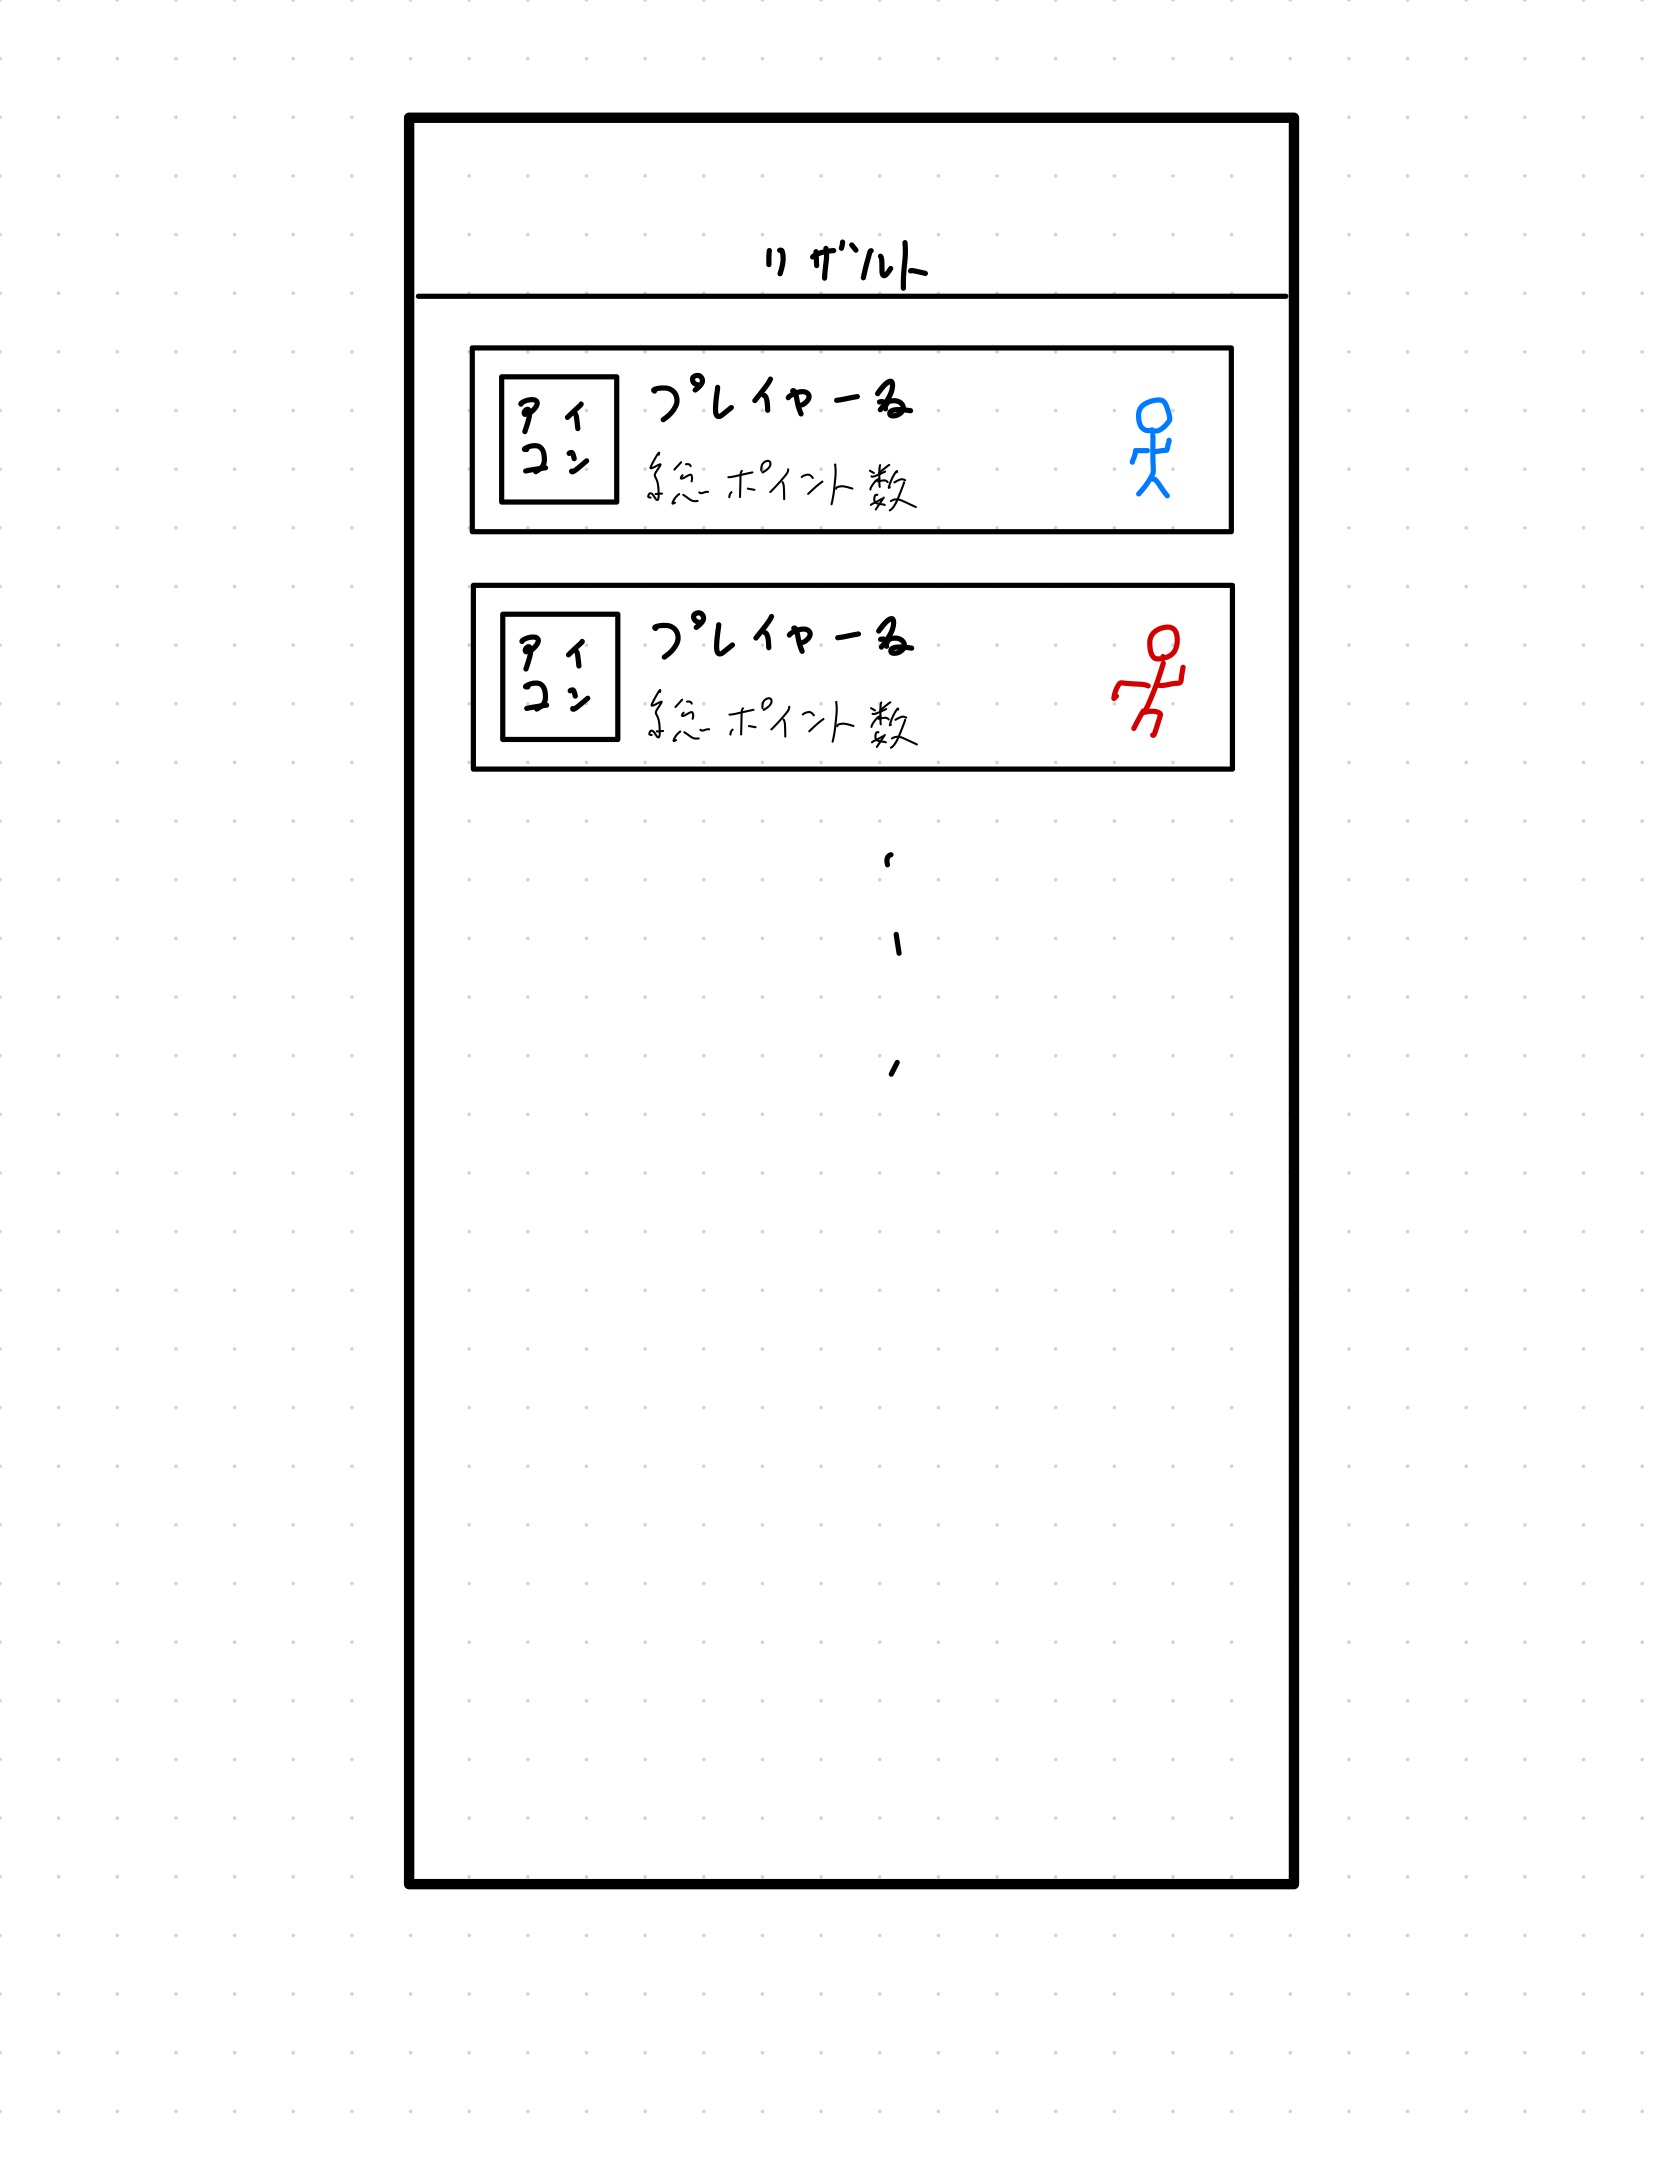 リザルト
アイ
コン
プレイヤー名
総ポイント数
アイ
コン
プレイヤー名
総ポイント数